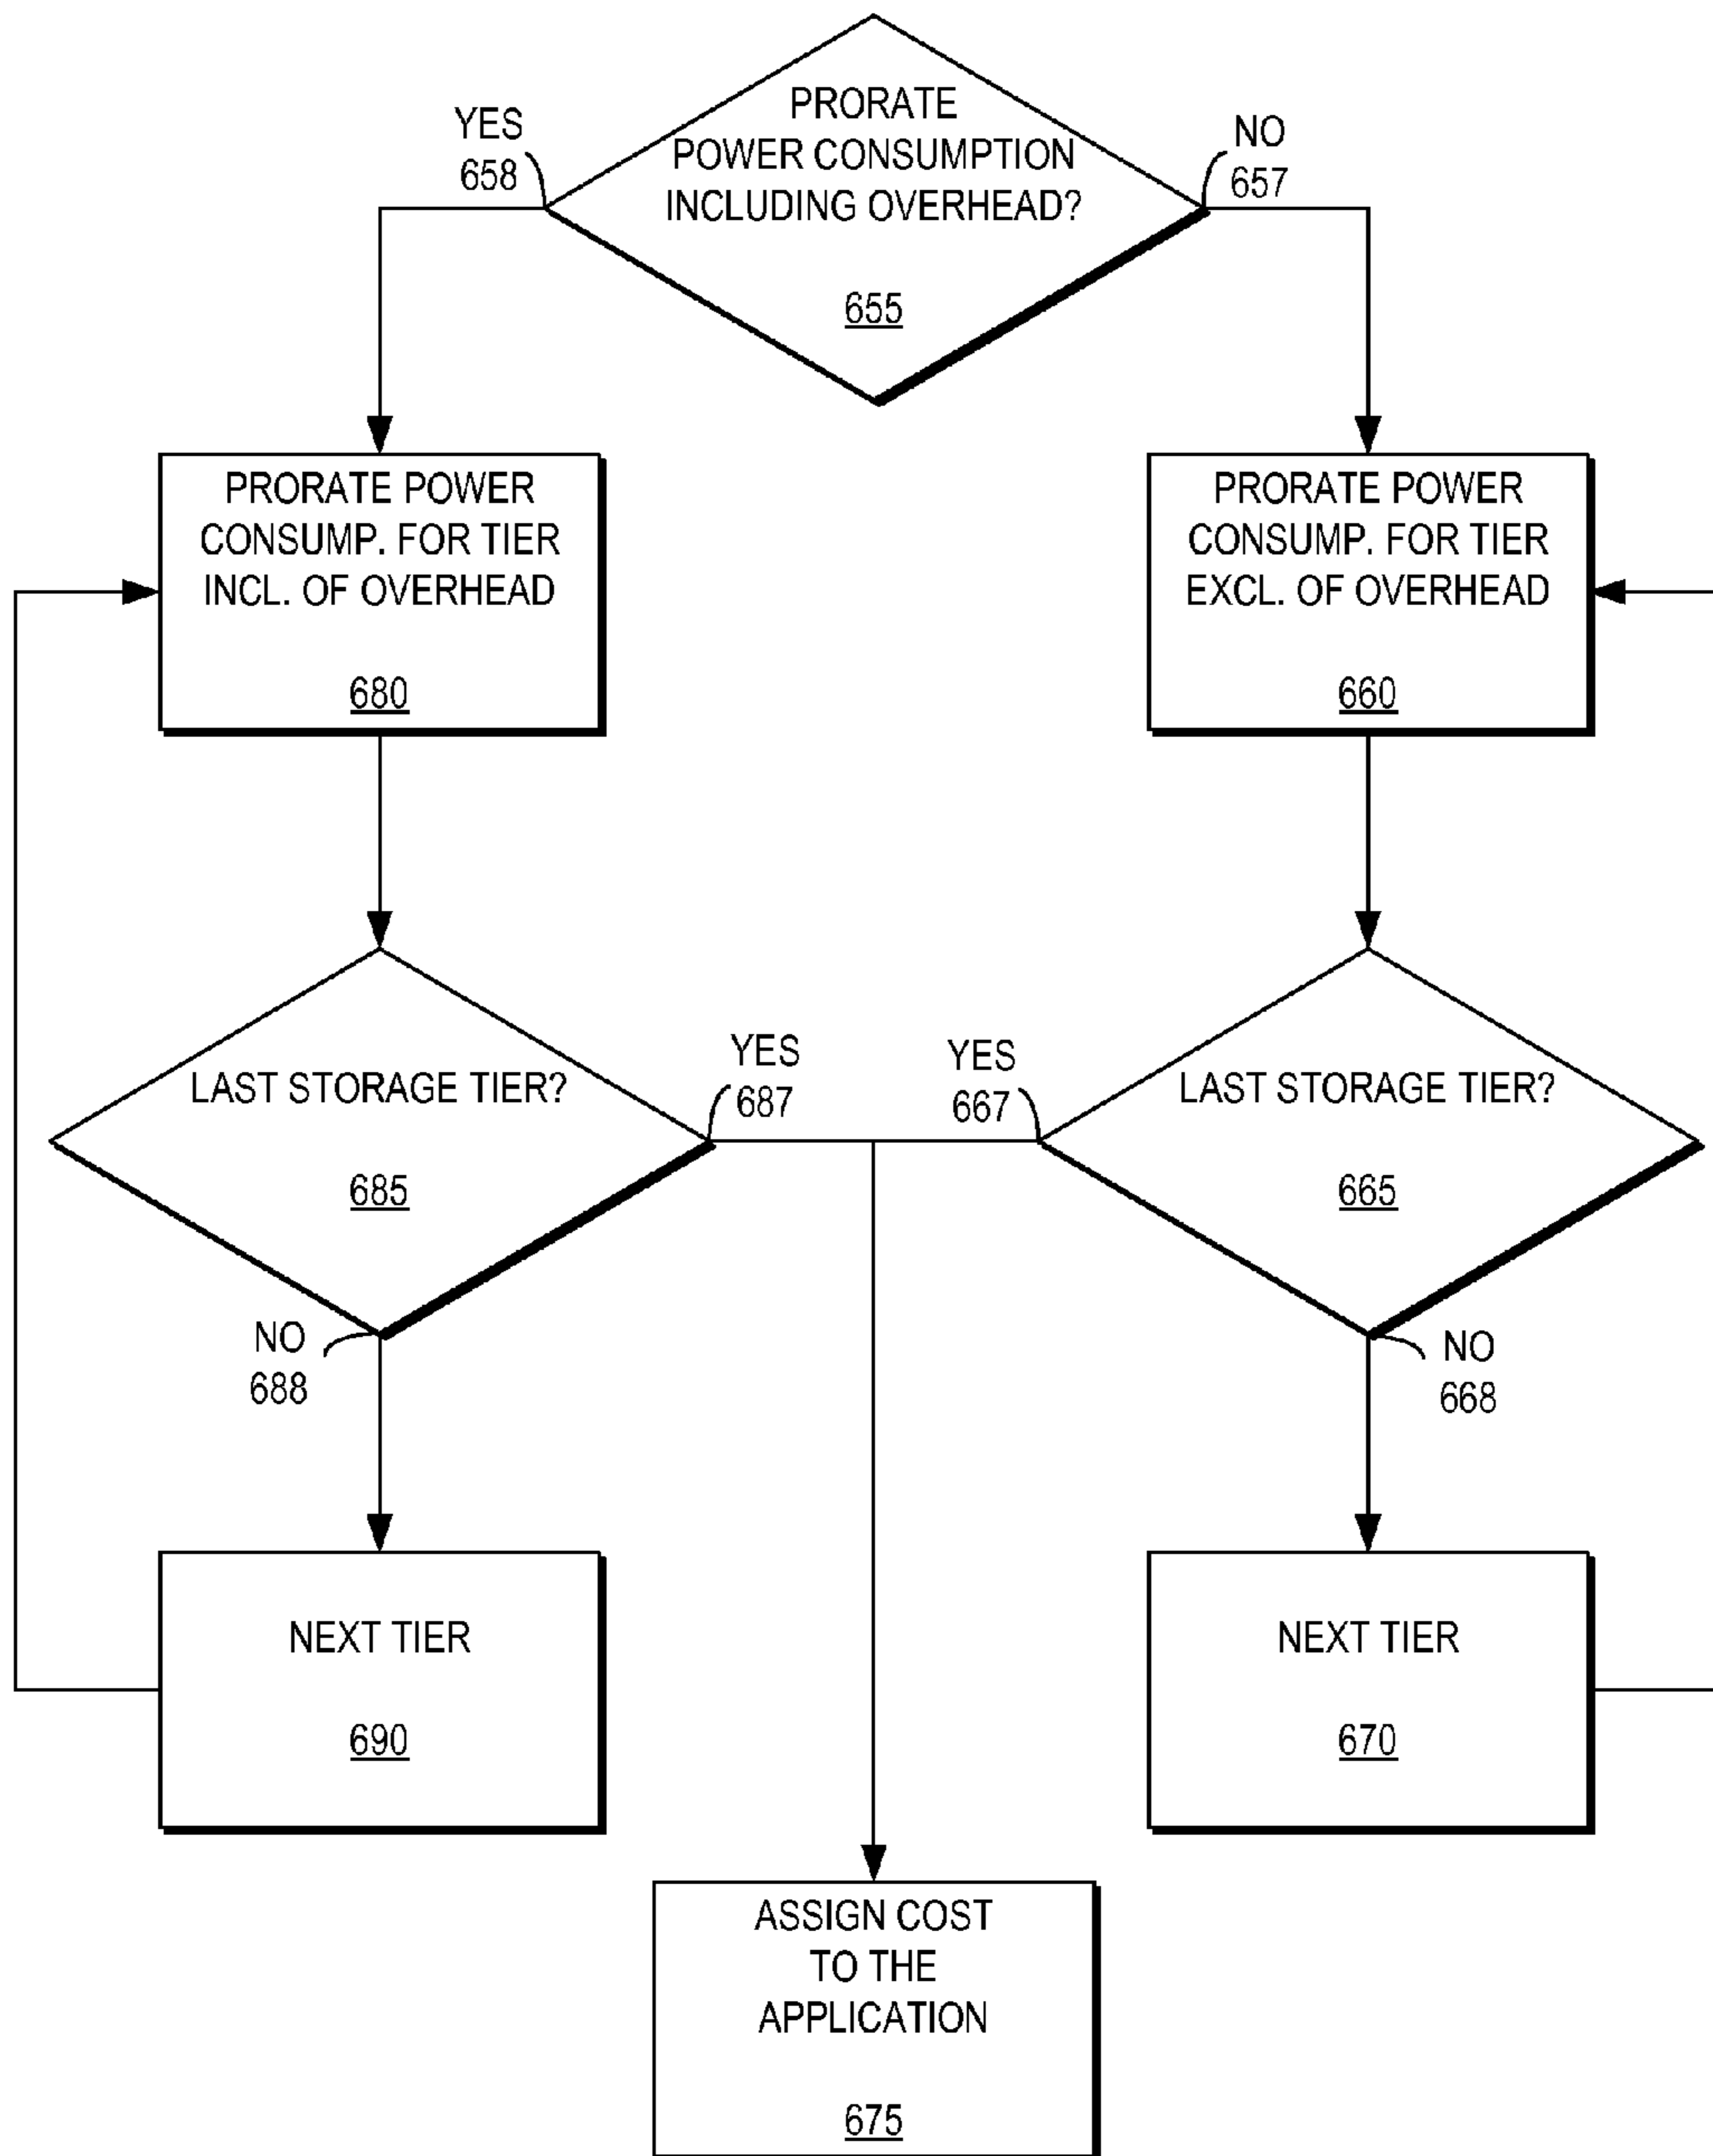 PRORATE
POWER CONSUMPTION
INCLUDING OVERHEAD?
655
YES
658
NO
657
PRORATE POWER
CONSUMP. FOR TIER
INCL. OF OVERHEAD
680
PRORATE POWER
CONSUMP. FOR TIER
EXCL. OF OVERHEAD
660
LAST STORAGE TIER?
685
YES
687
YES
667
LAST STORAGE TIER?
665
NO
688
NO
668
NEXT TIER
690
NEXT TIER
670
ASSIGN COST
TO THE
APPLICATION
675